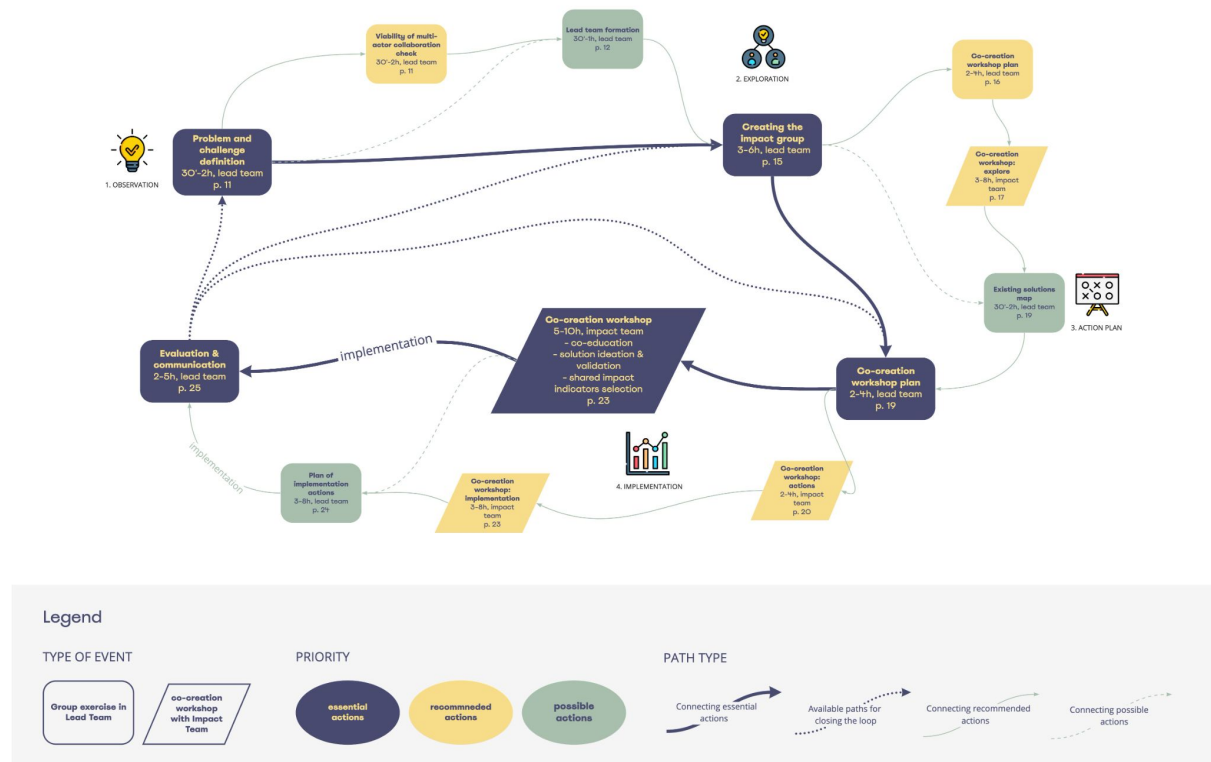 Viability of multi-
actor collaboration
check
30'-2h, lead team
p. 11
Lead team formation
30'-1h, lead team
p. 12
2. EXPLORATION
Co-creation
workshop plan
2-4h, lead team
p. 16
1. OBSERVATION
Problem and
challenge
definition
30'-2h, lead team
p. 11
Creating the
impact group
3-6h, lead team
p. 15
Co-creation
workshop:
explore
3-8h, impact
team
p. 17
Existing solutions
map
30'-2h, lead team
p. 19
3. ACTION PLAN
Evaluation &
communication
2-5h, lead team
p. 25
implementation
Co-creation workshop
5-10h, impact team
- co-education
- solution ideation &
validation
- shared impact
indicators selection
p. 23
Co-creation
workshop plan
2-4h, lead team
p. 19
implementation
Plan of
implementation
actions
3-8h, lead team
p. 24
Co-creation
workshop:
implementation
3-8h, impact
team
p. 23
4. IMPLEMENTATION
Co-creation
workshop:
actions
2-4h, impact
team
p. 20
Legend
TYPE OF EVENT
Group exercise in
Lead Team
co-creation
workshop
with Impact
Team
PRIORITY
essential
actions
recommneded
actions
possible
actions
PATH TYPE
Connecting essential
actions
Available paths for
closing the loop
Connecting recommended
actions
Connecting possible
actions